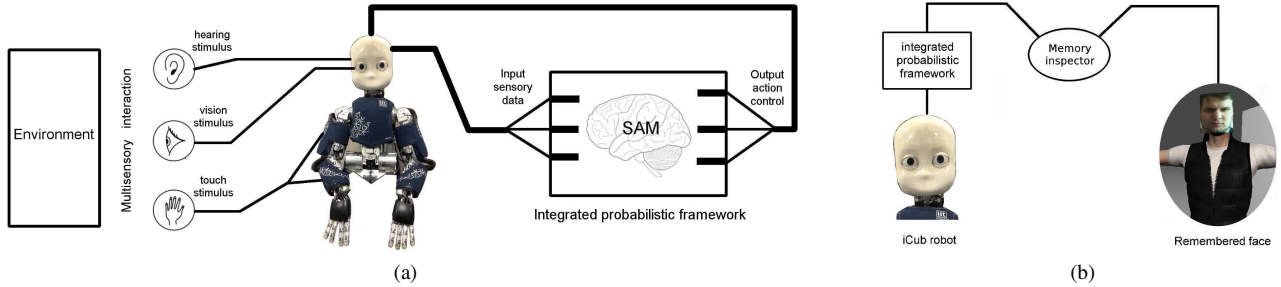 Environment
Multisensory interaction
hearing
stimulus
vision
stimulus
touch
stimulus
Input
sensory
data
SAM
Output
action
control
Integrated probabilistic framework
(a)
integrated
probabilistic
framework
Memory
inspector
iCub robot
Remembered face
(b)